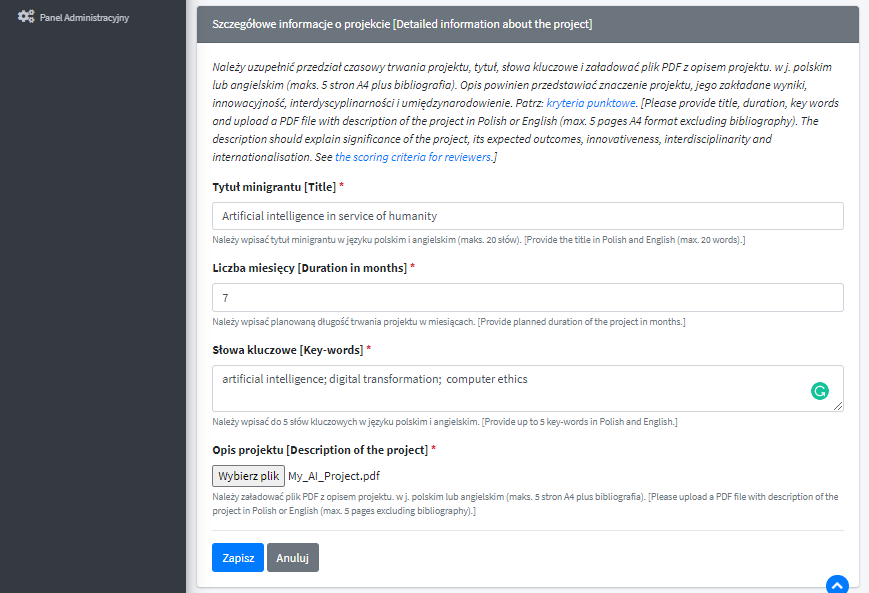 Panel Administracyjny
Szczegółowe informacje o projekcie [Detailed information about the project]
Należy uzupełnić przedział czasowy trwania projektu, tytuł, słowa kluczowe i załadować plik PDF z opisem projektu. w j. polskim
lub angielskim (maks. 5 stron A4 plus bibliografia). Opis powinien przedstawiać znaczenie projektu, jego zakładane wyniki,
innowacyjność, interdyscyplinarności i umiędzynarodowienie. Patrz: kryteria punktowe. [Please provide title, duration, key words
and upload a PDF file with description of the project in Polish or English (max. 5 pages A4 format excluding bibliography). The
description should explain significance of the project, its expected outcomes, innovativeness, interdisciplinarity and
internationalisation. See the scoring criteria for reviewers.]
Tytuł minigrantu [Title] *
Artificial intelligence in service of humanity
Należy wpisać tytuł minigrantu w języku polskim i angielskim (maks. 20 słów). [Provide the title in Polish and English (max. 20 words).]
Liczba miesięcy [Duration in months] *
7
Należy wpisać planowaną długość trwania projektu w miesiącach. [Provide planned duration of the project in months.]
Słowa kluczowe [Key-words] *
artificial intelligence; digital transformation;  computer ethics
Należy wpisać do 5 słów kluczowych w języku polskim i angielskim. [Provide up to 5 key-words in Polish and English.]
Opis projektu [Description of the project] *
Wybierz plik My_AI_Project.pdf
Należy załadować plik PDF z opisem projektu. w j. polskim lub angielskim (maks. 5 stron A4 plus bibliografia). [Please upload a PDF file with description of the
project in Polish or English (max. 5 pages excluding bibliography).]
Zapisz Anuluj